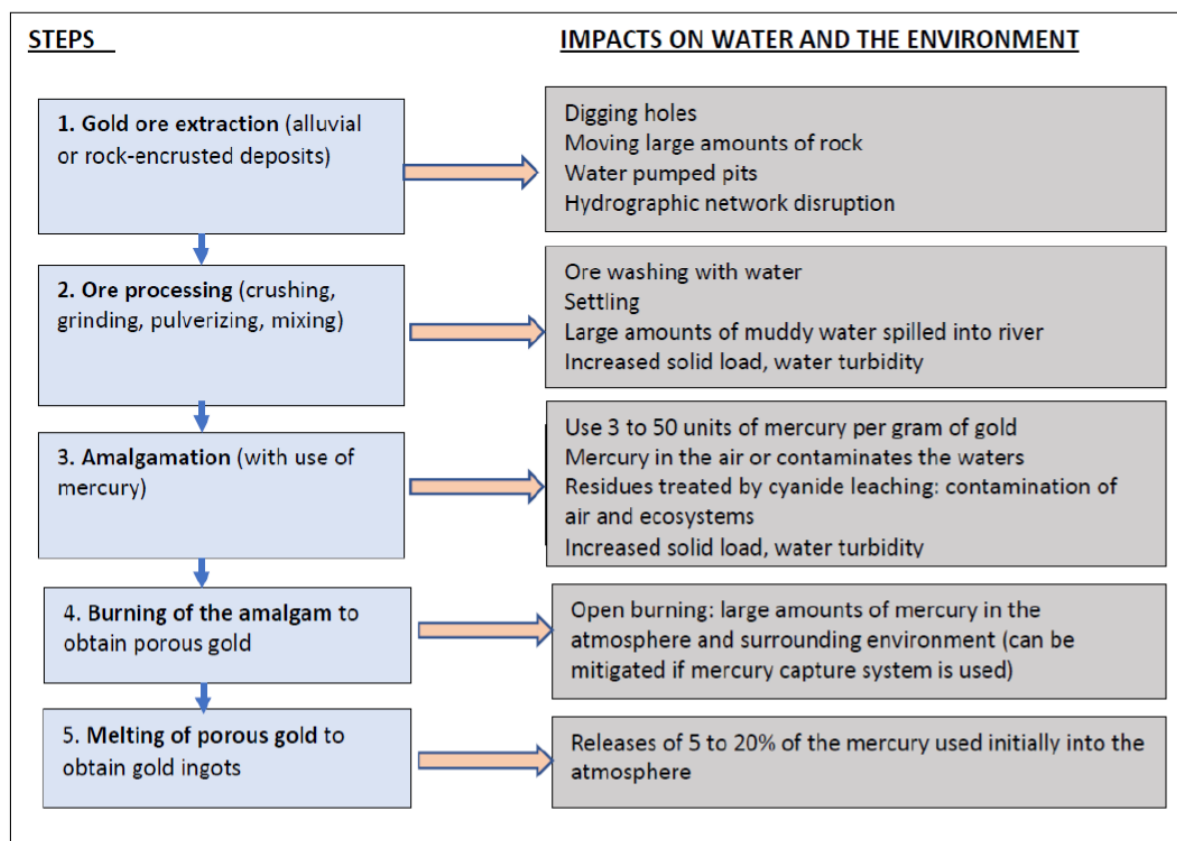 STEPS
IMPACTS ON WATER AND THE ENVIRONMENT
1. Gold ore extraction (alluvial
or rock-encrusted deposits)
Digging holes
Moving large amounts of rock
Water pumped pits
Hydrographic network disruption
2. Ore processing (crushing,
grinding, pulverizing, mixing)
Ore washing with water
Settling
Large amounts of muddy water spilled into river
Increased solid load, water turbidity
3. Amalgamation (with use of
mercury)
Use 3 to 50 units of mercury per gram of gold
Mercury in the air or contaminates the waters
Residues treated by cyanide leaching: contamination of
air and ecosystems
Increased solid load, water turbidity
4. Burning of the amalgam to
obtain porous gold
Open burning: large amounts of mercury in the
atmosphere and surrounding environment (can be
mitigated if mercury capture system is used)
5. Melting of porous gold to
obtain gold ingots
Releases of 5 to 20% of the mercury used initially into the
atmosphere